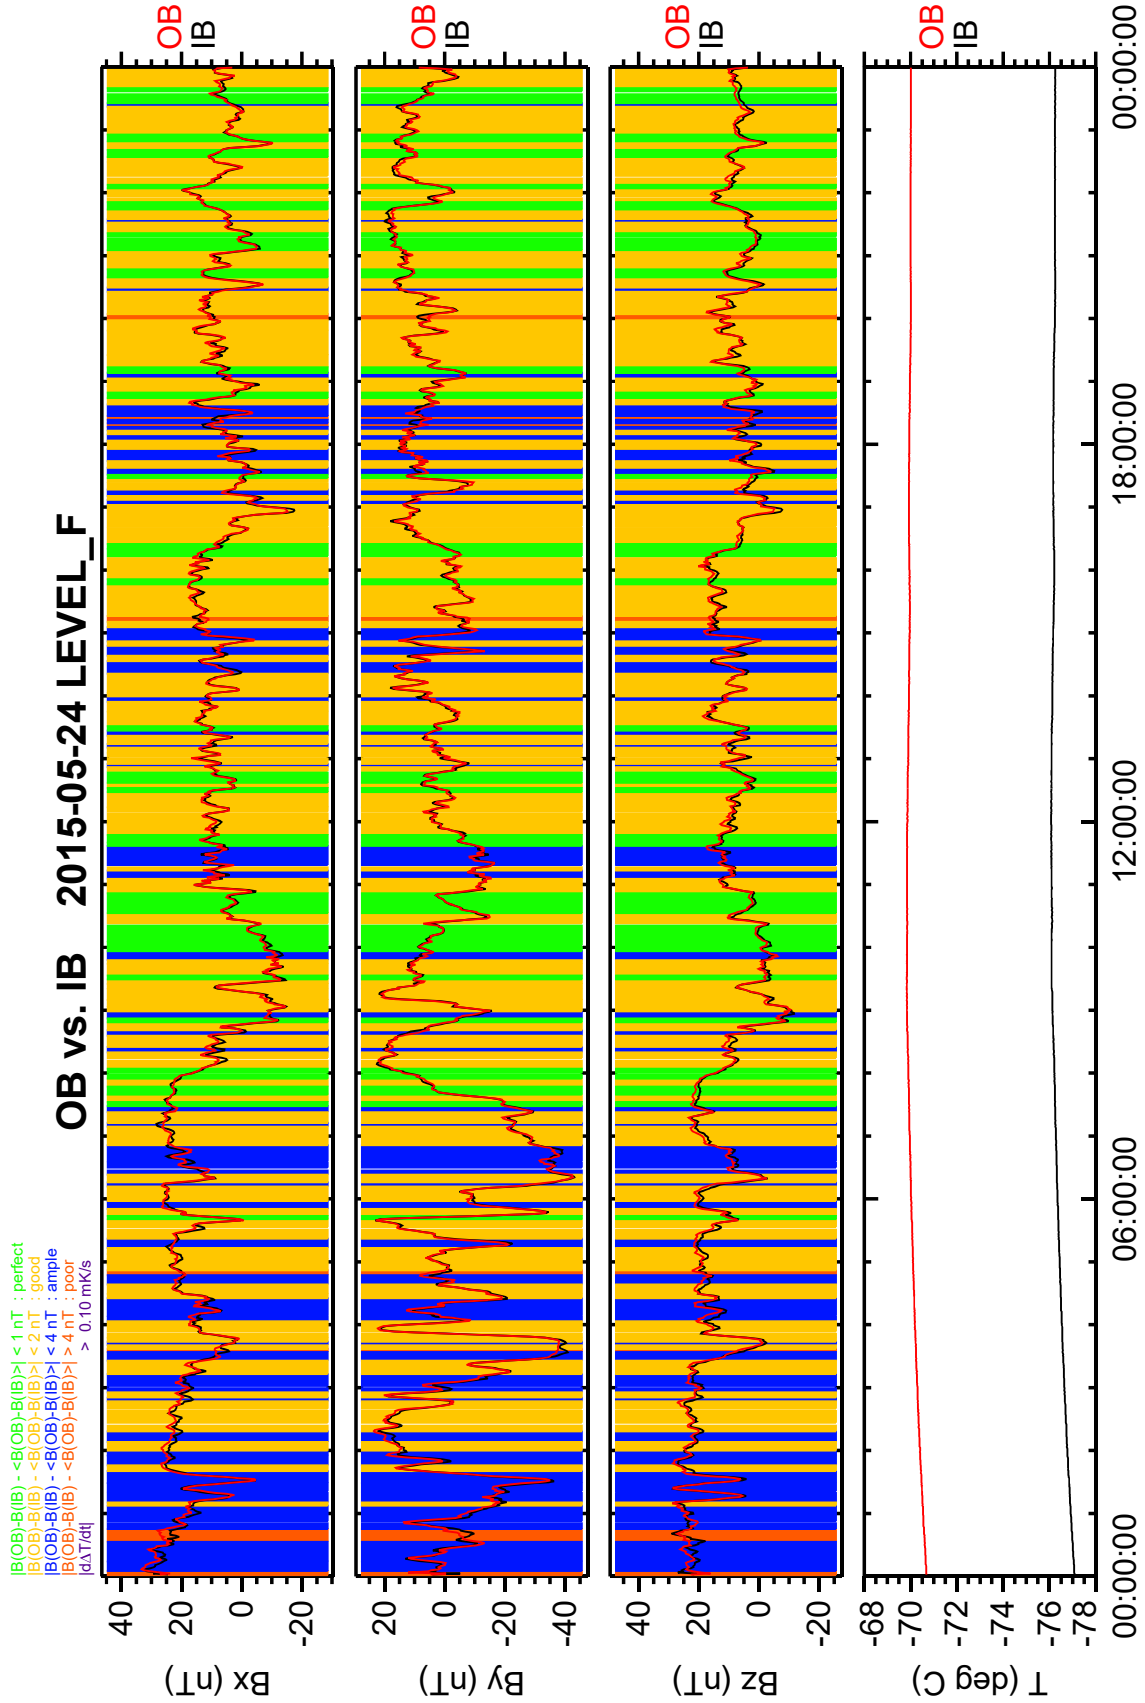 OB vs. IB 2015-05-24 LEVEL_F
|B(OB)-B(IB) - <B(OB)-B(IB)>| < 1 nT : perfect
|B(OB)-B(IB) - <B(OB)-B(IB)>| < 2 nT : good
|B(OB)-B(IB) - <B(OB)-B(IB)>| < 4 nT : ample
|B(OB)-B(IB) - <B(OB)-B(IB)>| > 4 nT : poor
|dΔT/dt| > 0.10 mK/s
Bx (nT)
40
20
0
-20
OB
IB
By (nT)
20
0
-20
-40
OB
IB
Bz (nT)
40
20
0
-20
OB
IB
T (deg C)
-68
-70
-72
-74
-76
-78
OB
IB
00:00:00
06:00:00
12:00:00
18:00:00
00:00:00